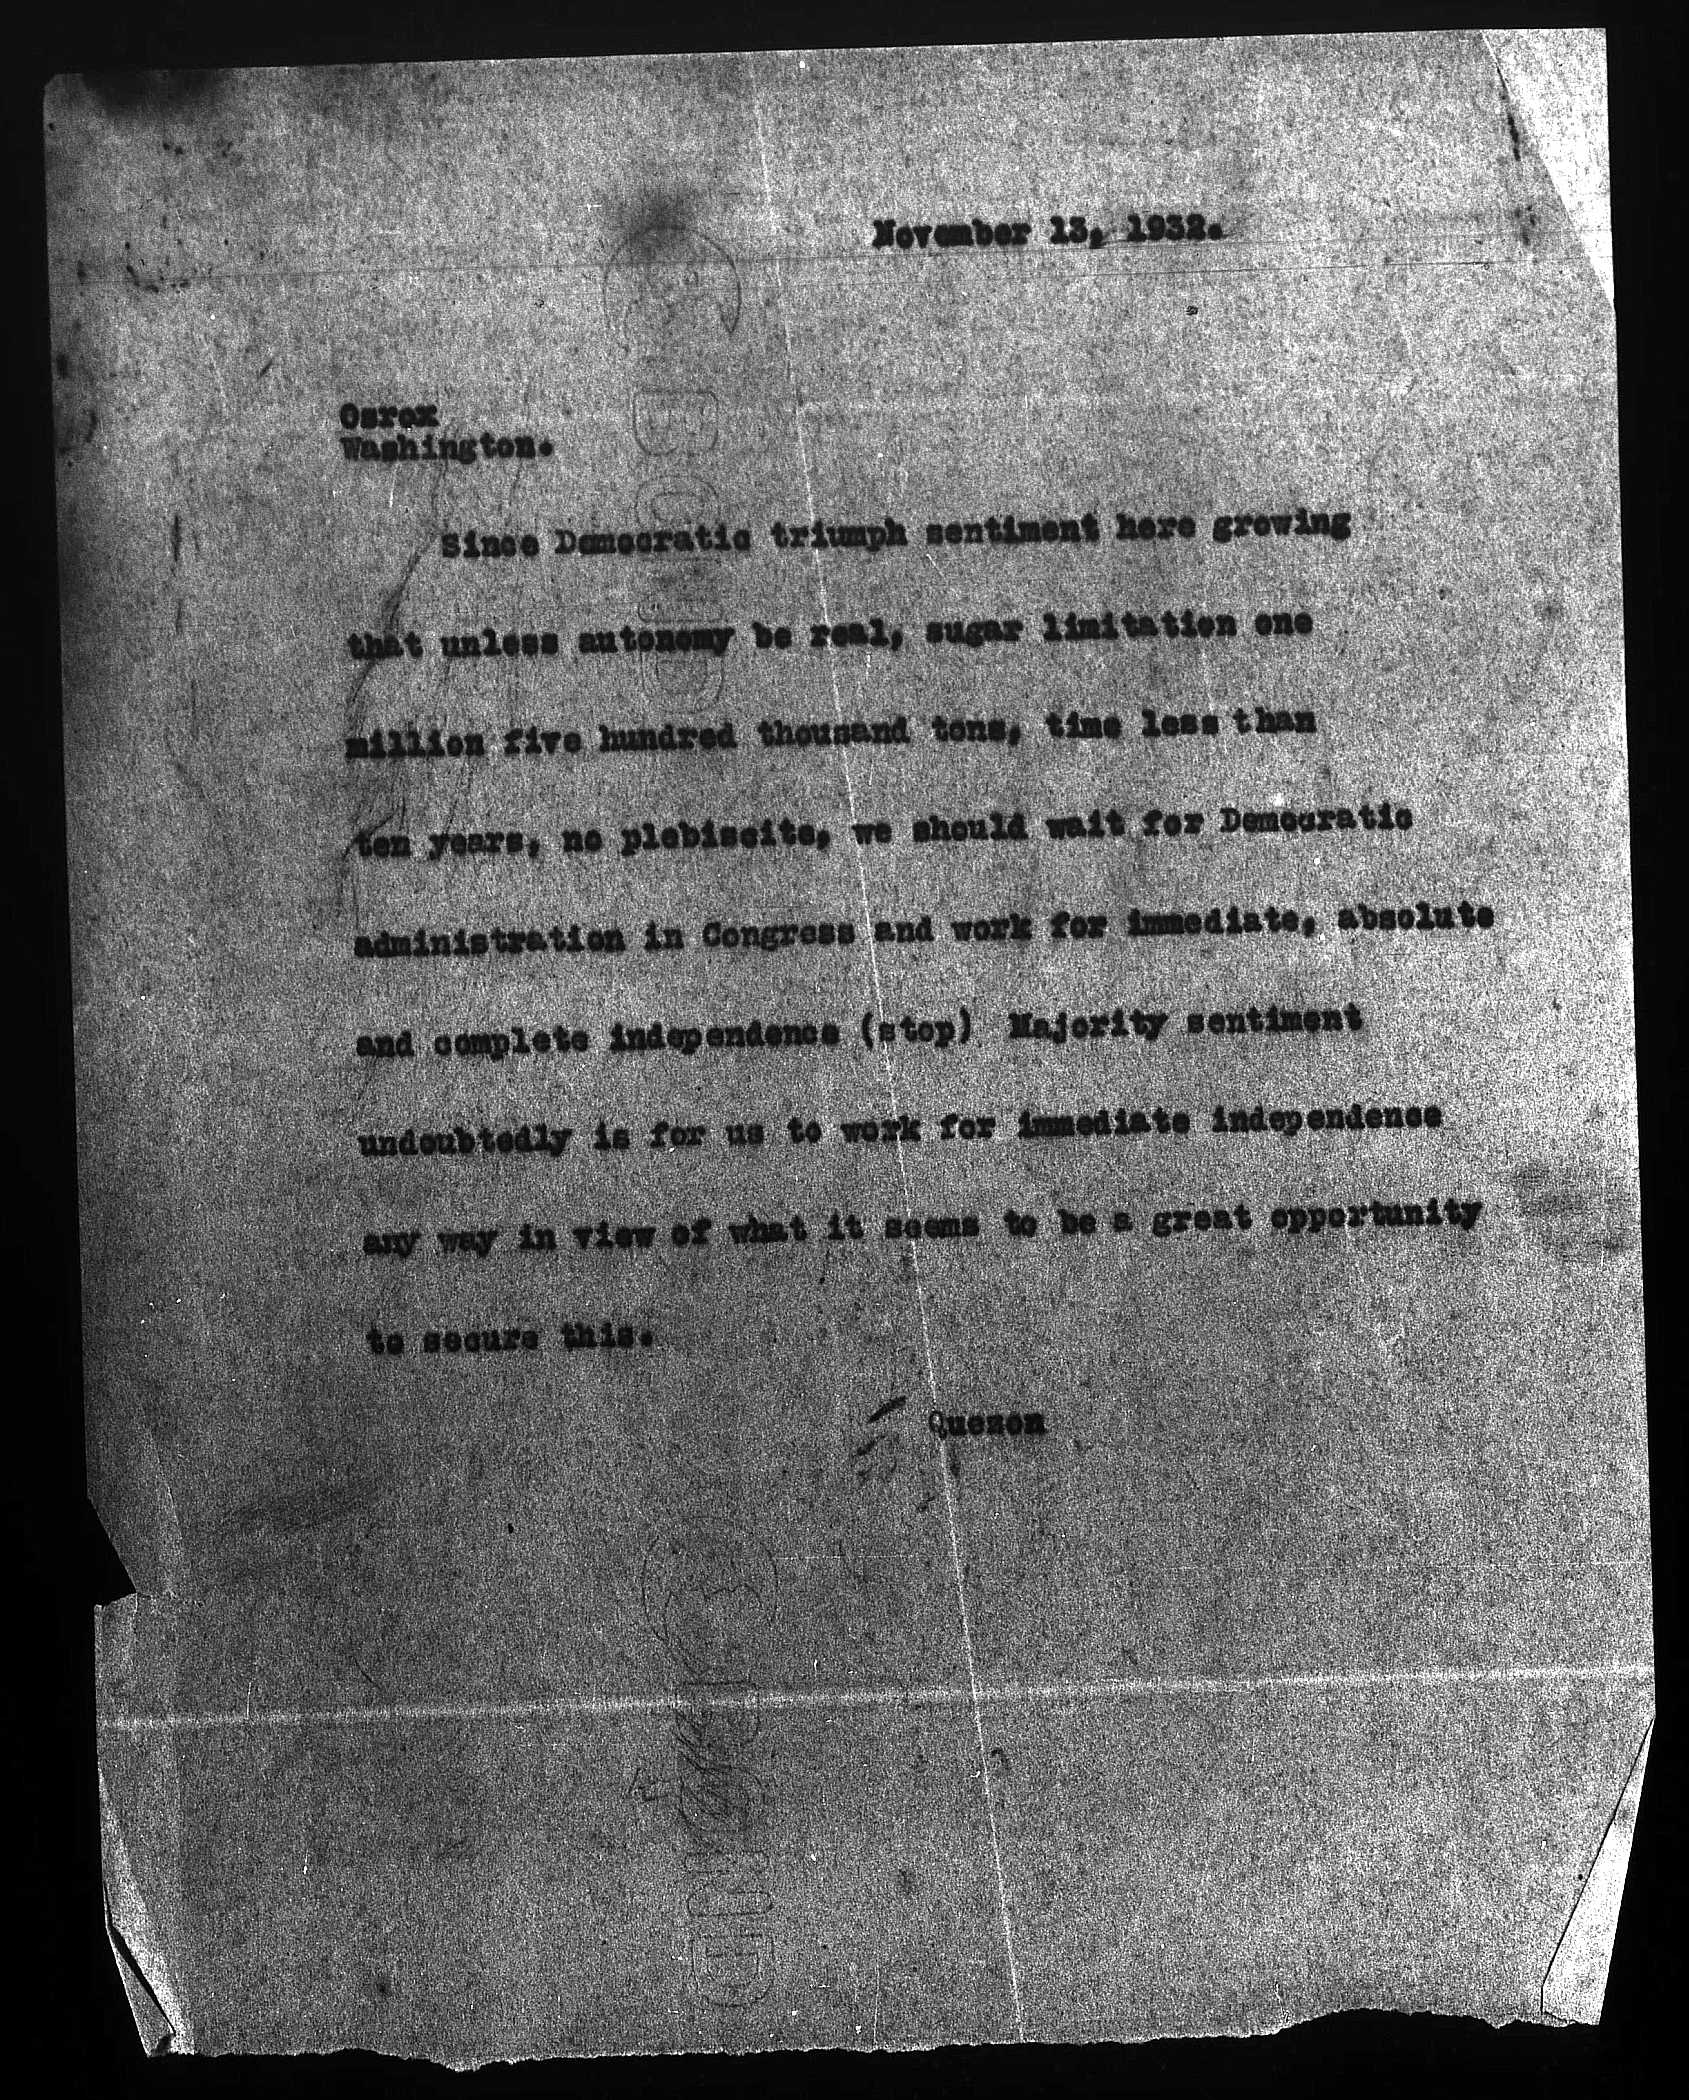 November 13, 1932.
Osrox
Washington.
Since Democratic triumph sentiment here growing
that unless autonomy be real, sugar limitation one
million five hundred thousand tons, time less than
ten years, no plebiscite, we should wait for Democratic
administration in Congress and work for immediate, absolute
and complete independence (stop) Majority sentiment
undoubtedly is for us to work for immediate independence
any way in view of what it seems to be a great opportunity
to secure this.
Quezon